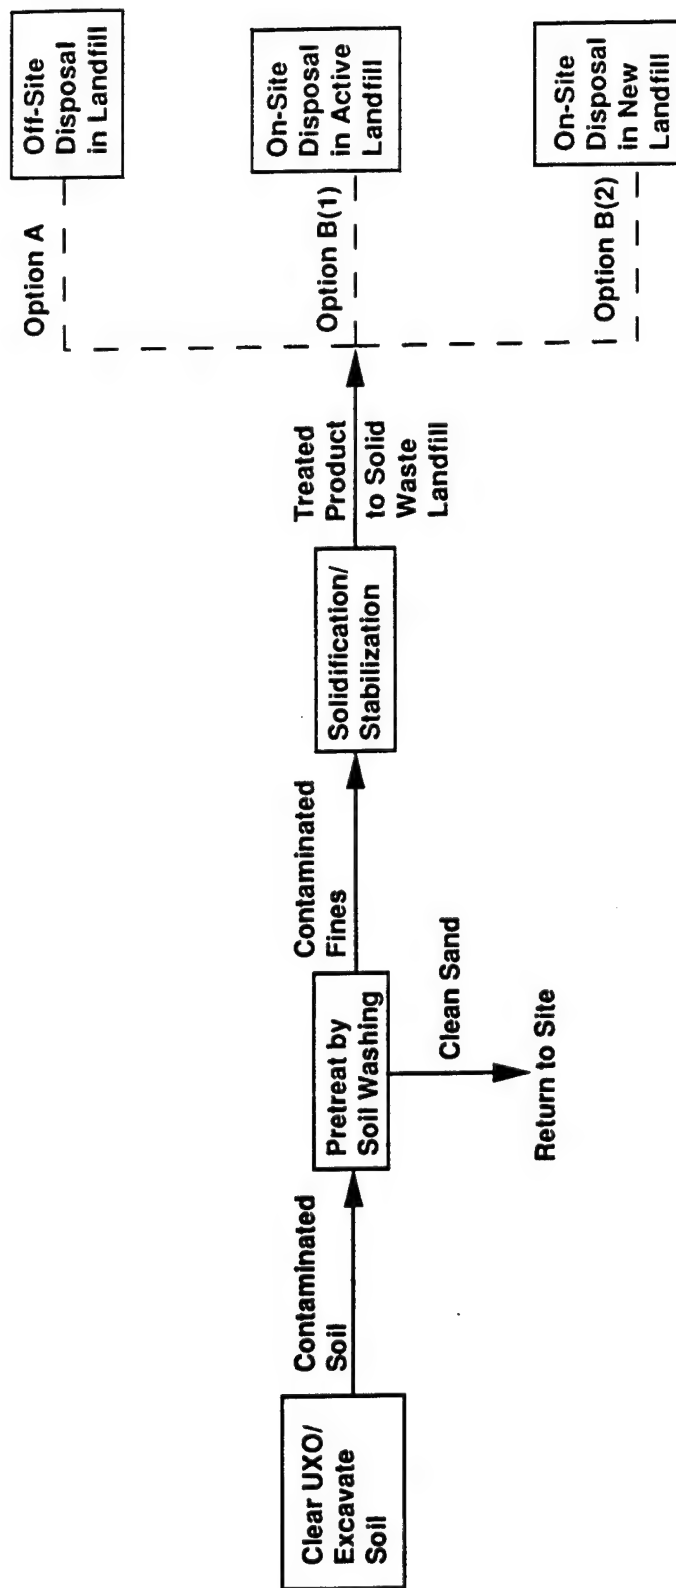 Clear UXO/
Excavate
Soil
Contaminated
Soil
Pretreat by
Soil Washing
Clean Sand
Return to Site
Contaminated
Fines
Solidification/
Stabilization
Treated
Product
to Solid
Waste
Landfill
Option A
Off-Site
Disposal
in Landfill
Option B(1)
On-Site
Disposal
in Active
Landfill
Option B(2)
On-Site
Disposal
in New
Landfill